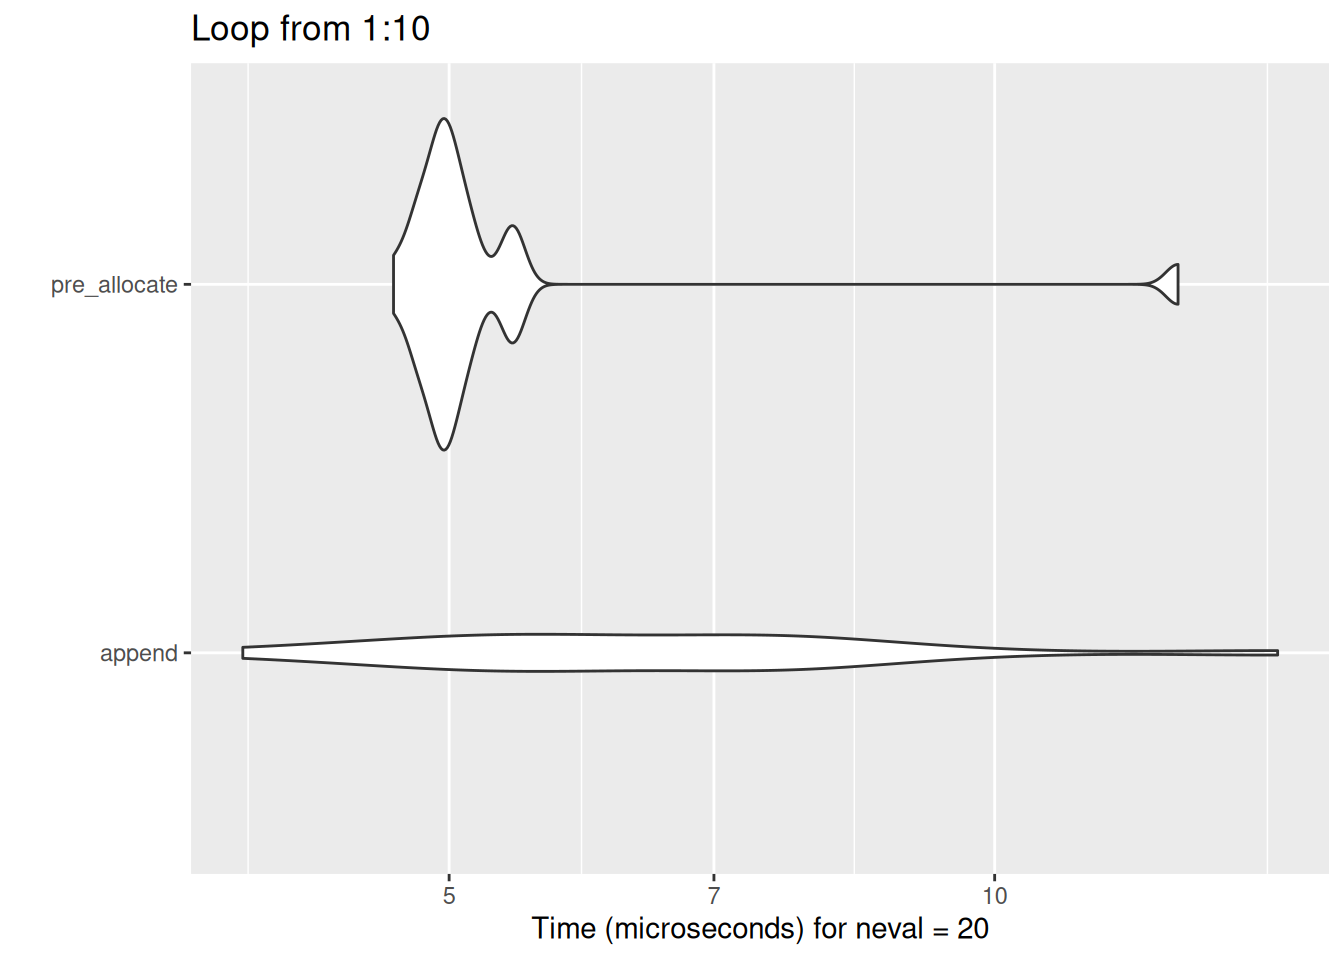 Loop from 1:10
pre_allocate
append
5 7 10
Time (microseconds) for neval = 20